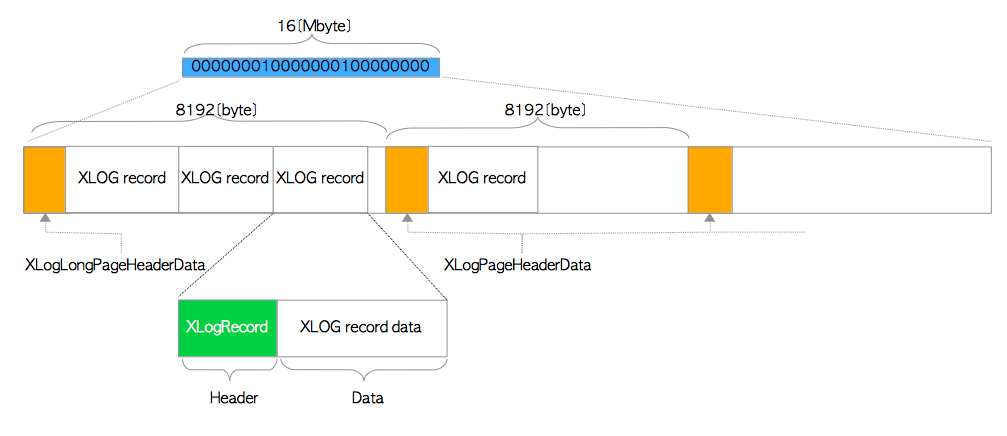 16〔Mbyte〕
000000010000000100000000
8192〔byte〕
8192〔byte〕
XLOG record
XLOG record
XLOG record
XLOG record
XLogLongPageHeaderData
XLogPageHeaderData
XLogRecord
XLOG record data
Header
Data